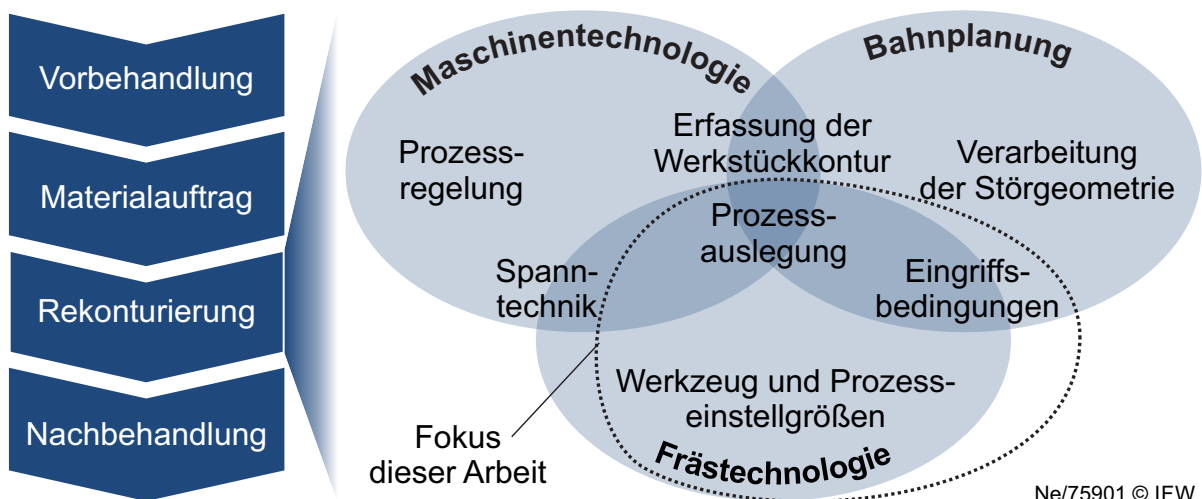 Vorbehandlung
Materialauftrag
Rekonturierung
Nachbehandlung
Maschinentechnologie
Bahnplanung
Prozess-
regelung
Erfassung der
Werkstückkontur
Verarbeitung
der Störgeometrie
Prozess-
auslegung
Spann-
technik
Eingriffs-
bedingungen
Werkzeug und Prozess-
einstellgrößen
Frästechnologie
Fokus
dieser Arbeit
Ne/75901 © IFW